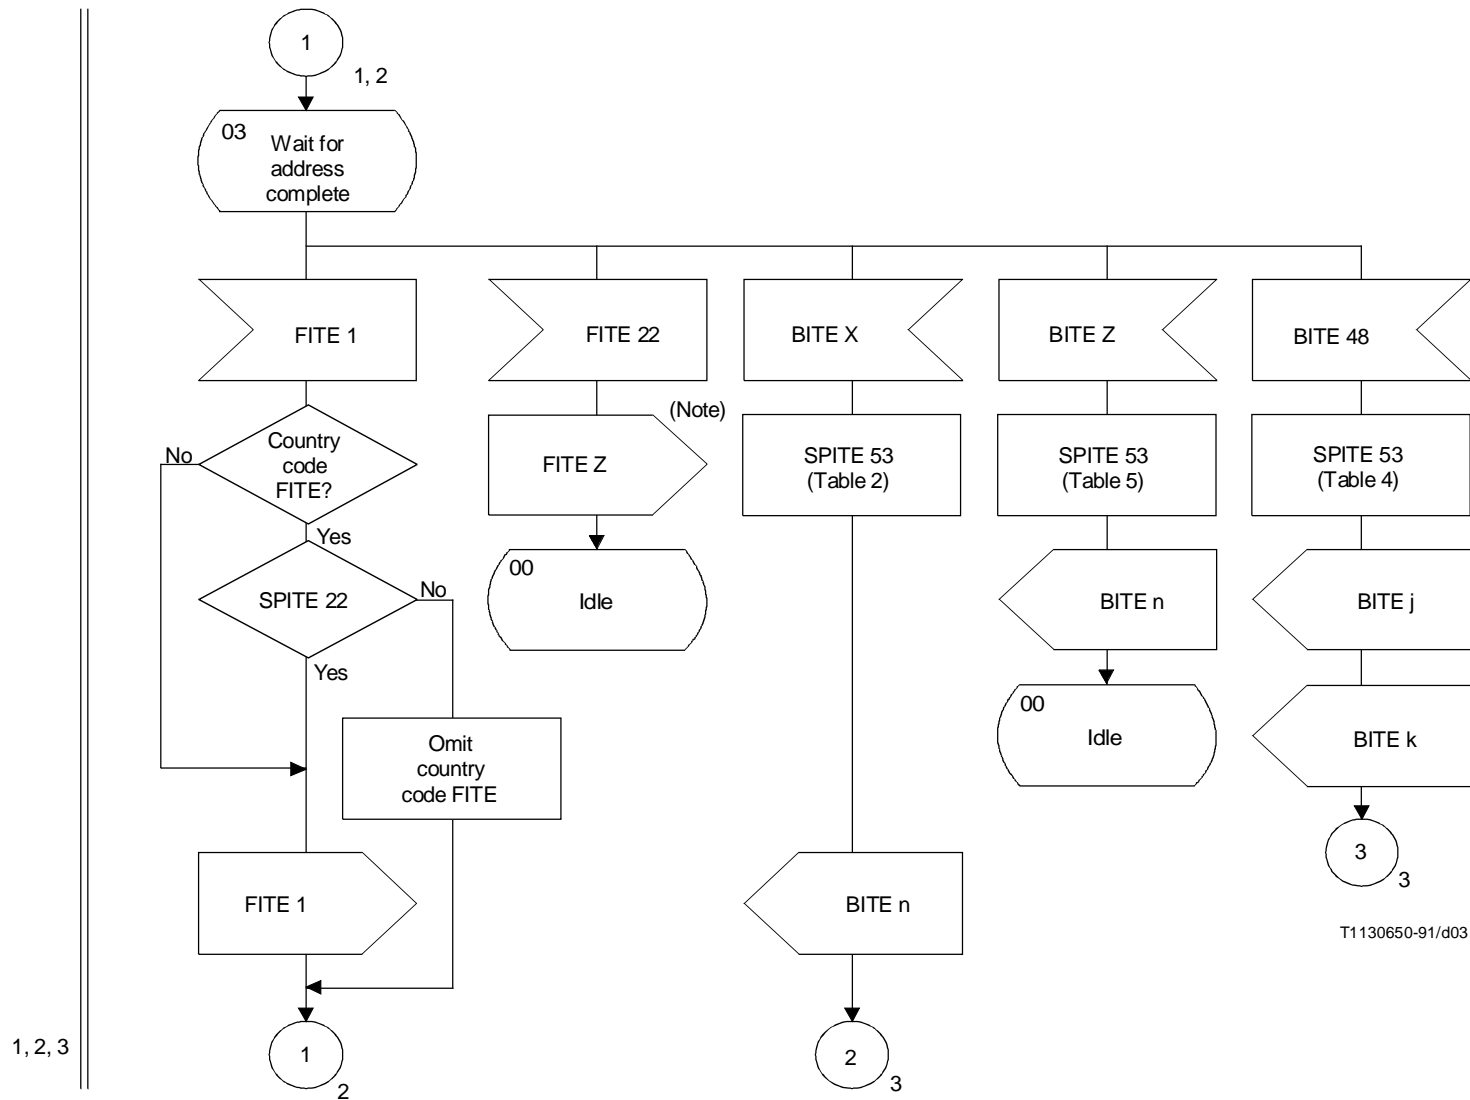 1
1, 2
03
Wait for
address
complete
FITE 1
FITE 22
BITE X
BITE Z
BITE 48
(Note)
No
Country
code
FITE?
FITE Z
SPITE 53
(Table 2)
SPITE 53
(Table 5)
SPITE 53
(Table 4)
Yes
00
Idle
SPITE 22
No
BITE n
BITE j
Yes
00
Idle
Omit
country
code FITE
BITE k
3
3
FITE 1
BITE n
T1130650-91/d03
1, 2, 3
1
2
2
3